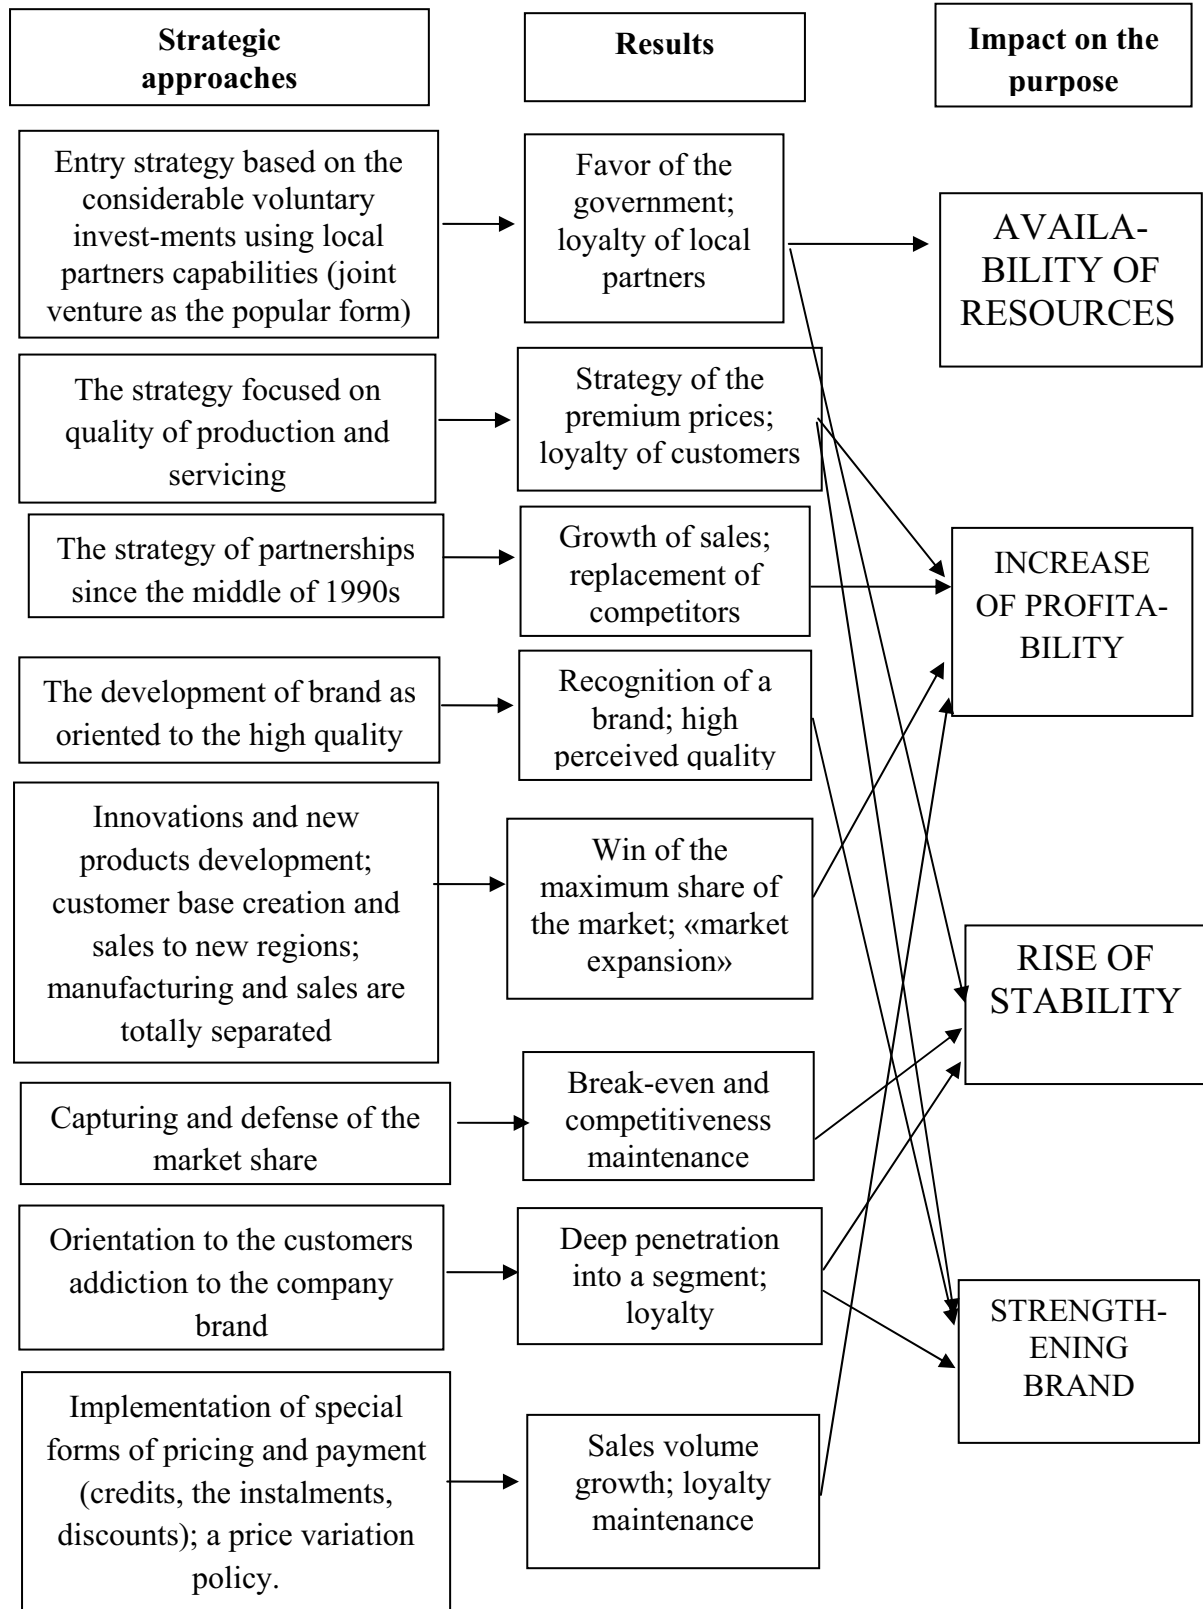 Strategic
approaches
Results
Impact on the
purpose
Entry strategy based on the
considerable voluntary
invest-ments using local
partners capabilities (joint
venture as the popular form)
Favor of the
government;
loyalty of local
partners
AVAILA-
BILITY OF
RESOURCES
The strategy focused on
quality of production and
servicing
Strategy of the
premium prices;
loyalty of customers
The strategy of partnerships
since the middle of 1990s
Growth of sales;
replacement of
competitors
INCREASE
OF PROFITA-
BILITY
The development of brand as
oriented to the high quality
Recognition of a
brand; high
perceived quality
Innovations and new
products development;
customer base creation and
sales to new regions;
manufacturing and sales are
totally separated
Win of the
maximum share of
the market; «market
expansion»
RISE OF
STABILITY
Capturing and defense of the
market share
Break-even and
competitiveness
maintenance
Orientation to the customers
addiction to the company
brand
Deep penetration
into a segment;
loyalty
STRENGTH-
ENING
BRAND
Implementation of special
forms of pricing and payment
(credits, the instalments,
discounts); a price variation
policy.
Sales volume
growth; loyalty
maintenance